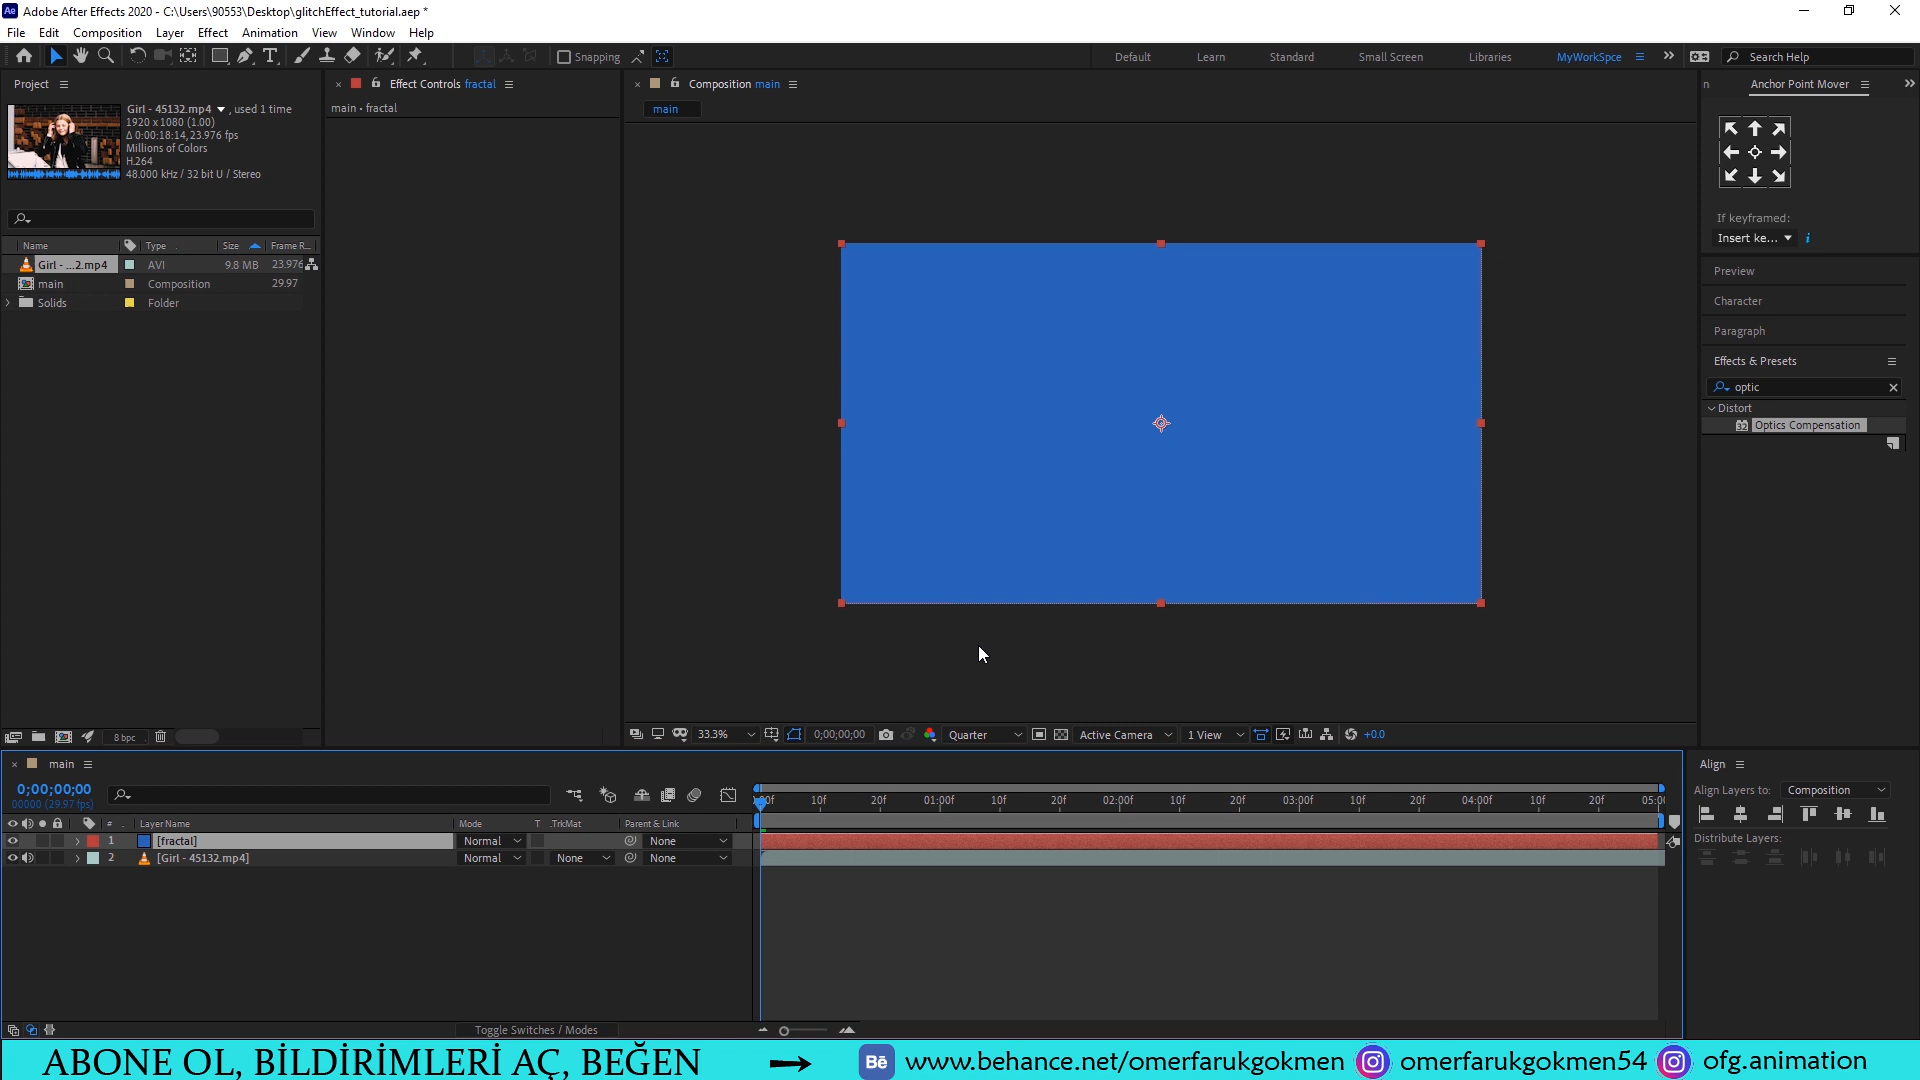 Adobe After Effects 2020 - C:\Users\90553\Desktop\glitchEffect_tutorial.aep *
File Edit Composition Layer Effect Animation View Window Help
Snapping Default Learn Standard Small Screen Libraries MyWorkSpce Search Help
Project
Girl - 45132.mp4 , used 1 time
1920 x 1080 (1.00)
Δ 0:00:18:14, 23.976 fps
Millions of Colors
H.264
48.000 kHz / 32 bit U / Stereo
Name Type Size Frame R...
Girl - ...2.mp4 AVI 9.8 MB 23.976
main Composition 29.97
Solids Folder
8 bpc
Effect Controls fractal
main • fractal
Composition main
main
33.3% 0;00;00;00 Quarter Active Camera 1 View +0.0
Anchor Point Mover
If keyframed:
Insert ke...
Preview
Character
Paragraph
Effects & Presets
optic
Distort
32 Optics Compensation
main
0;00;00;00
00000 (29.97 fps)
:00f 10f 20f 01:00f 10f 20f 02:00f 10f 20f 03:00f 10f 20f 04:00f 10f 20f 05:00
# Layer Name Mode T .TrkMat Parent & Link
1 [fractal] Normal None
2 [Girl - 45132.mp4] Normal None None
Toggle Switches / Modes
Align
Align Layers to: Composition
Distribute Layers:
ABONE OL, BİLDİRİMLERİ AÇ, BEĞEN Bē www.behance.net/omerfarukgokmen omerfarukgokmen54 ofg.animation